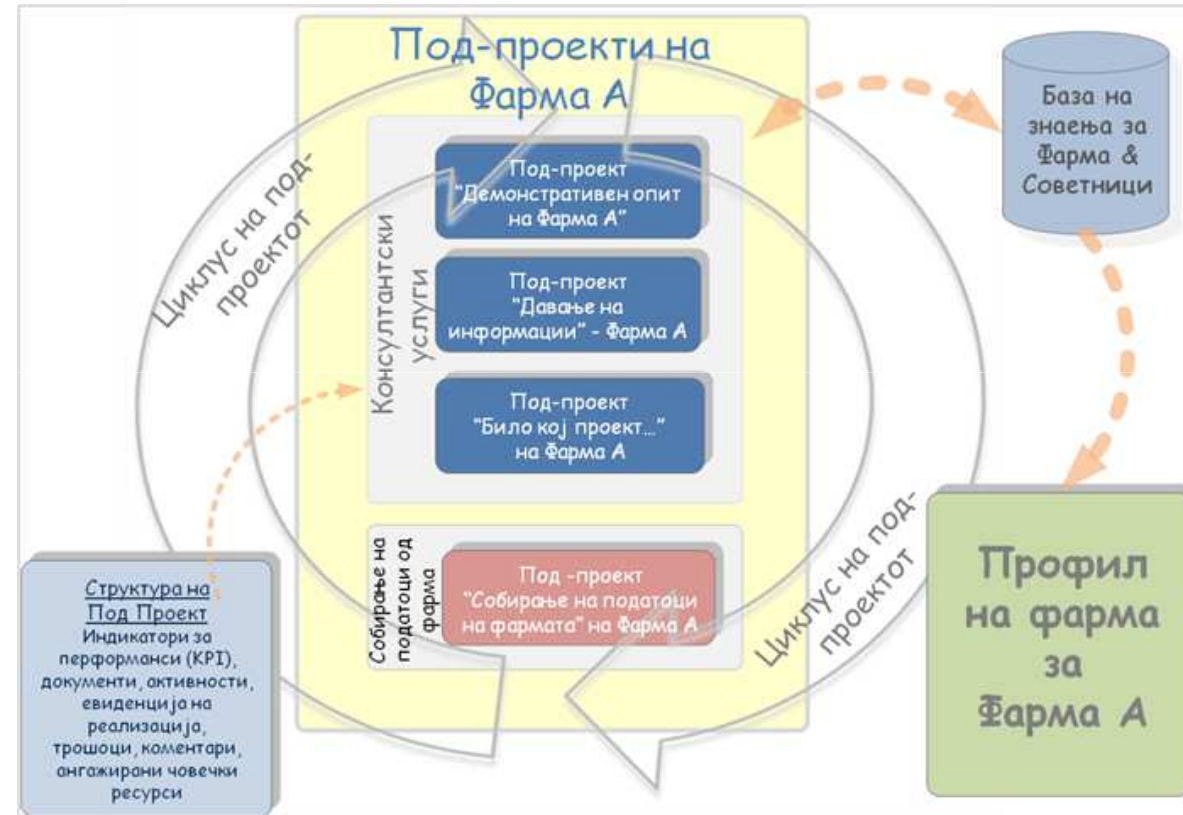 Под-проекти на
Фарма А
База на
знаења за
Фарма &
Советници
Циклус на под-
проектот
Консултантски
услуги
Под-проект
“Демонстративен опит
на Фарма А”
Под-проект
“Давање на
информации” - Фарма А
Под-проект
“Било кој проект…”
на Фарма А
Собирање на
податоци од
фарма
Под -проект
“Собирање на податоци
на фармата” на Фарма А
Циклус на под-
проектот
Структура на
Под Проект
Индикатори за
перформанси (KPI),
документи, активности,
евиденција на
реализација,
трошоци, коментари,
ангажирани човечки
ресурси
Профил
на фарма
за
Фарма А